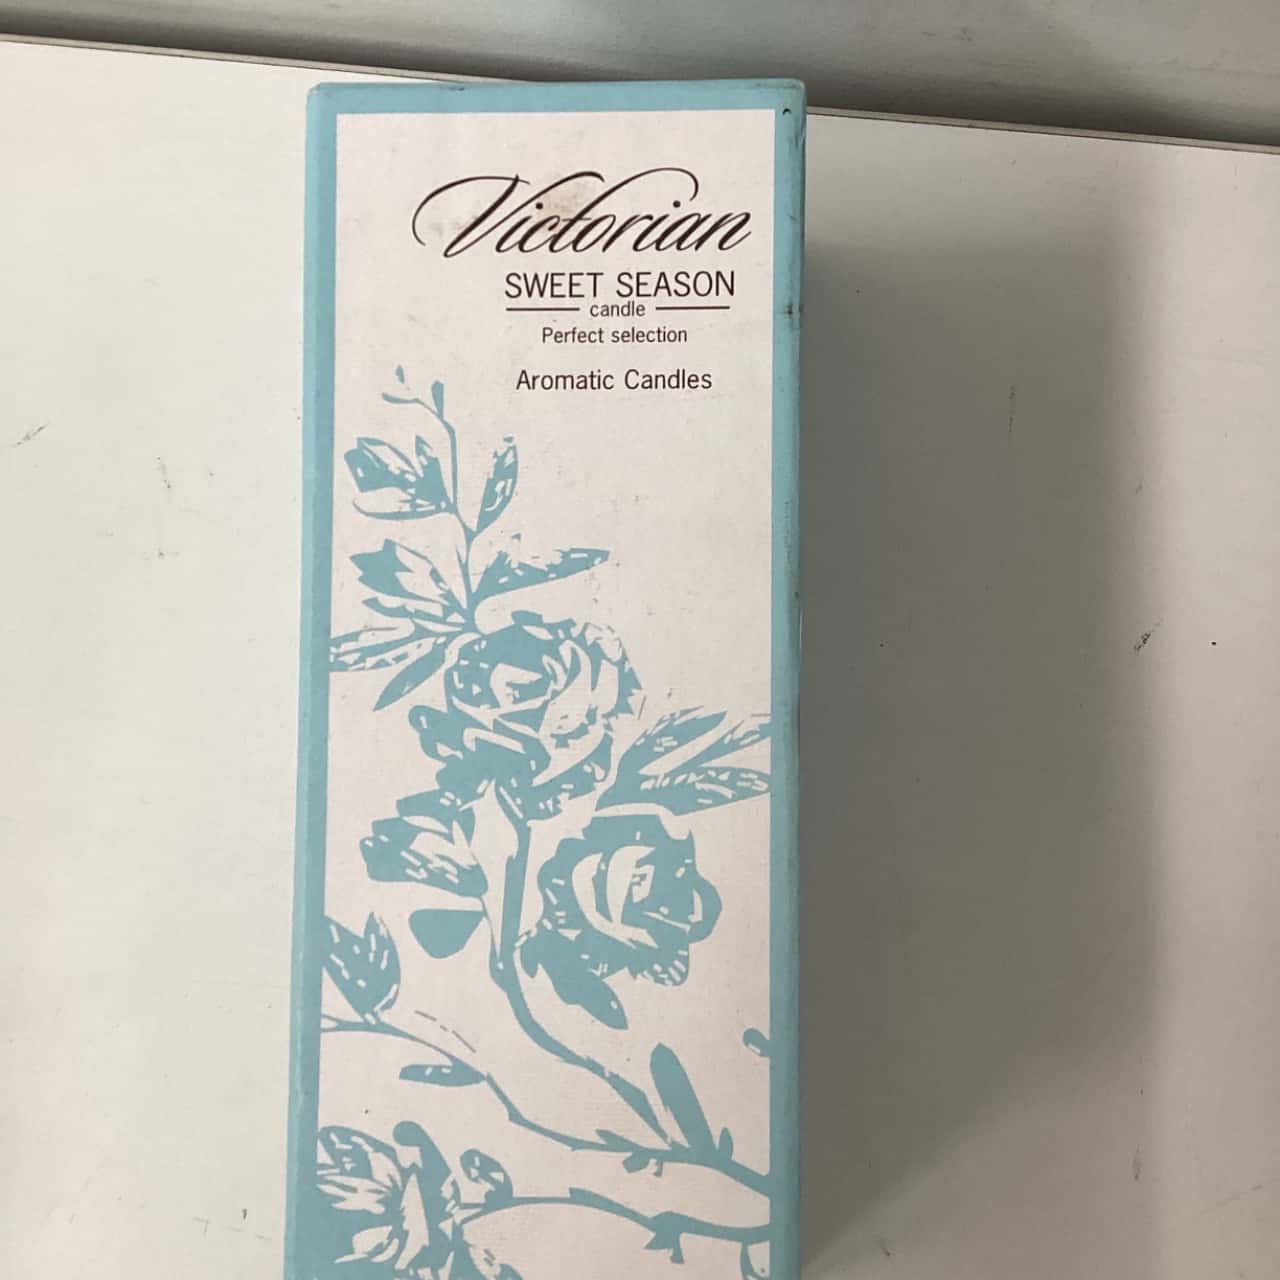 Victorian
SWEET SEASON
candle
Perfect selection
Aromatic Candles